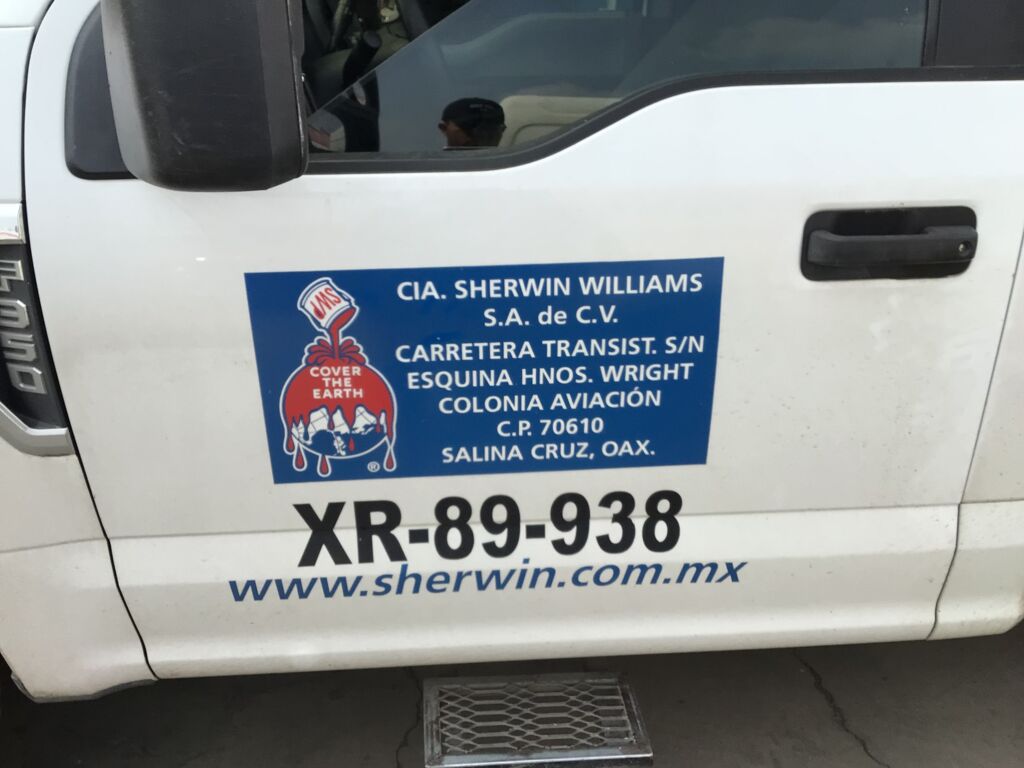 F350
SWP
COVER
THE
EARTH
®
CIA. SHERWIN WILLIAMS
S.A. de C.V.
CARRETERA TRANSIST. S/N
ESQUINA HNOS. WRIGHT
COLONIA AVIACIÓN
C.P. 70610
SALINA CRUZ, OAX.
XR-89-938
www.sherwin.com.mx